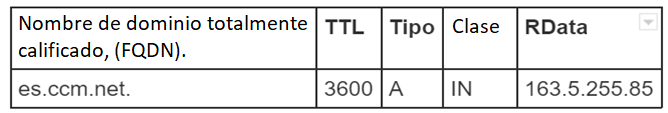 Nombre de dominio totalmente
calificado, (FQDN). TTL Tipo Clase RData
es.ccm.net. 3600 A IN 163.5.255.85